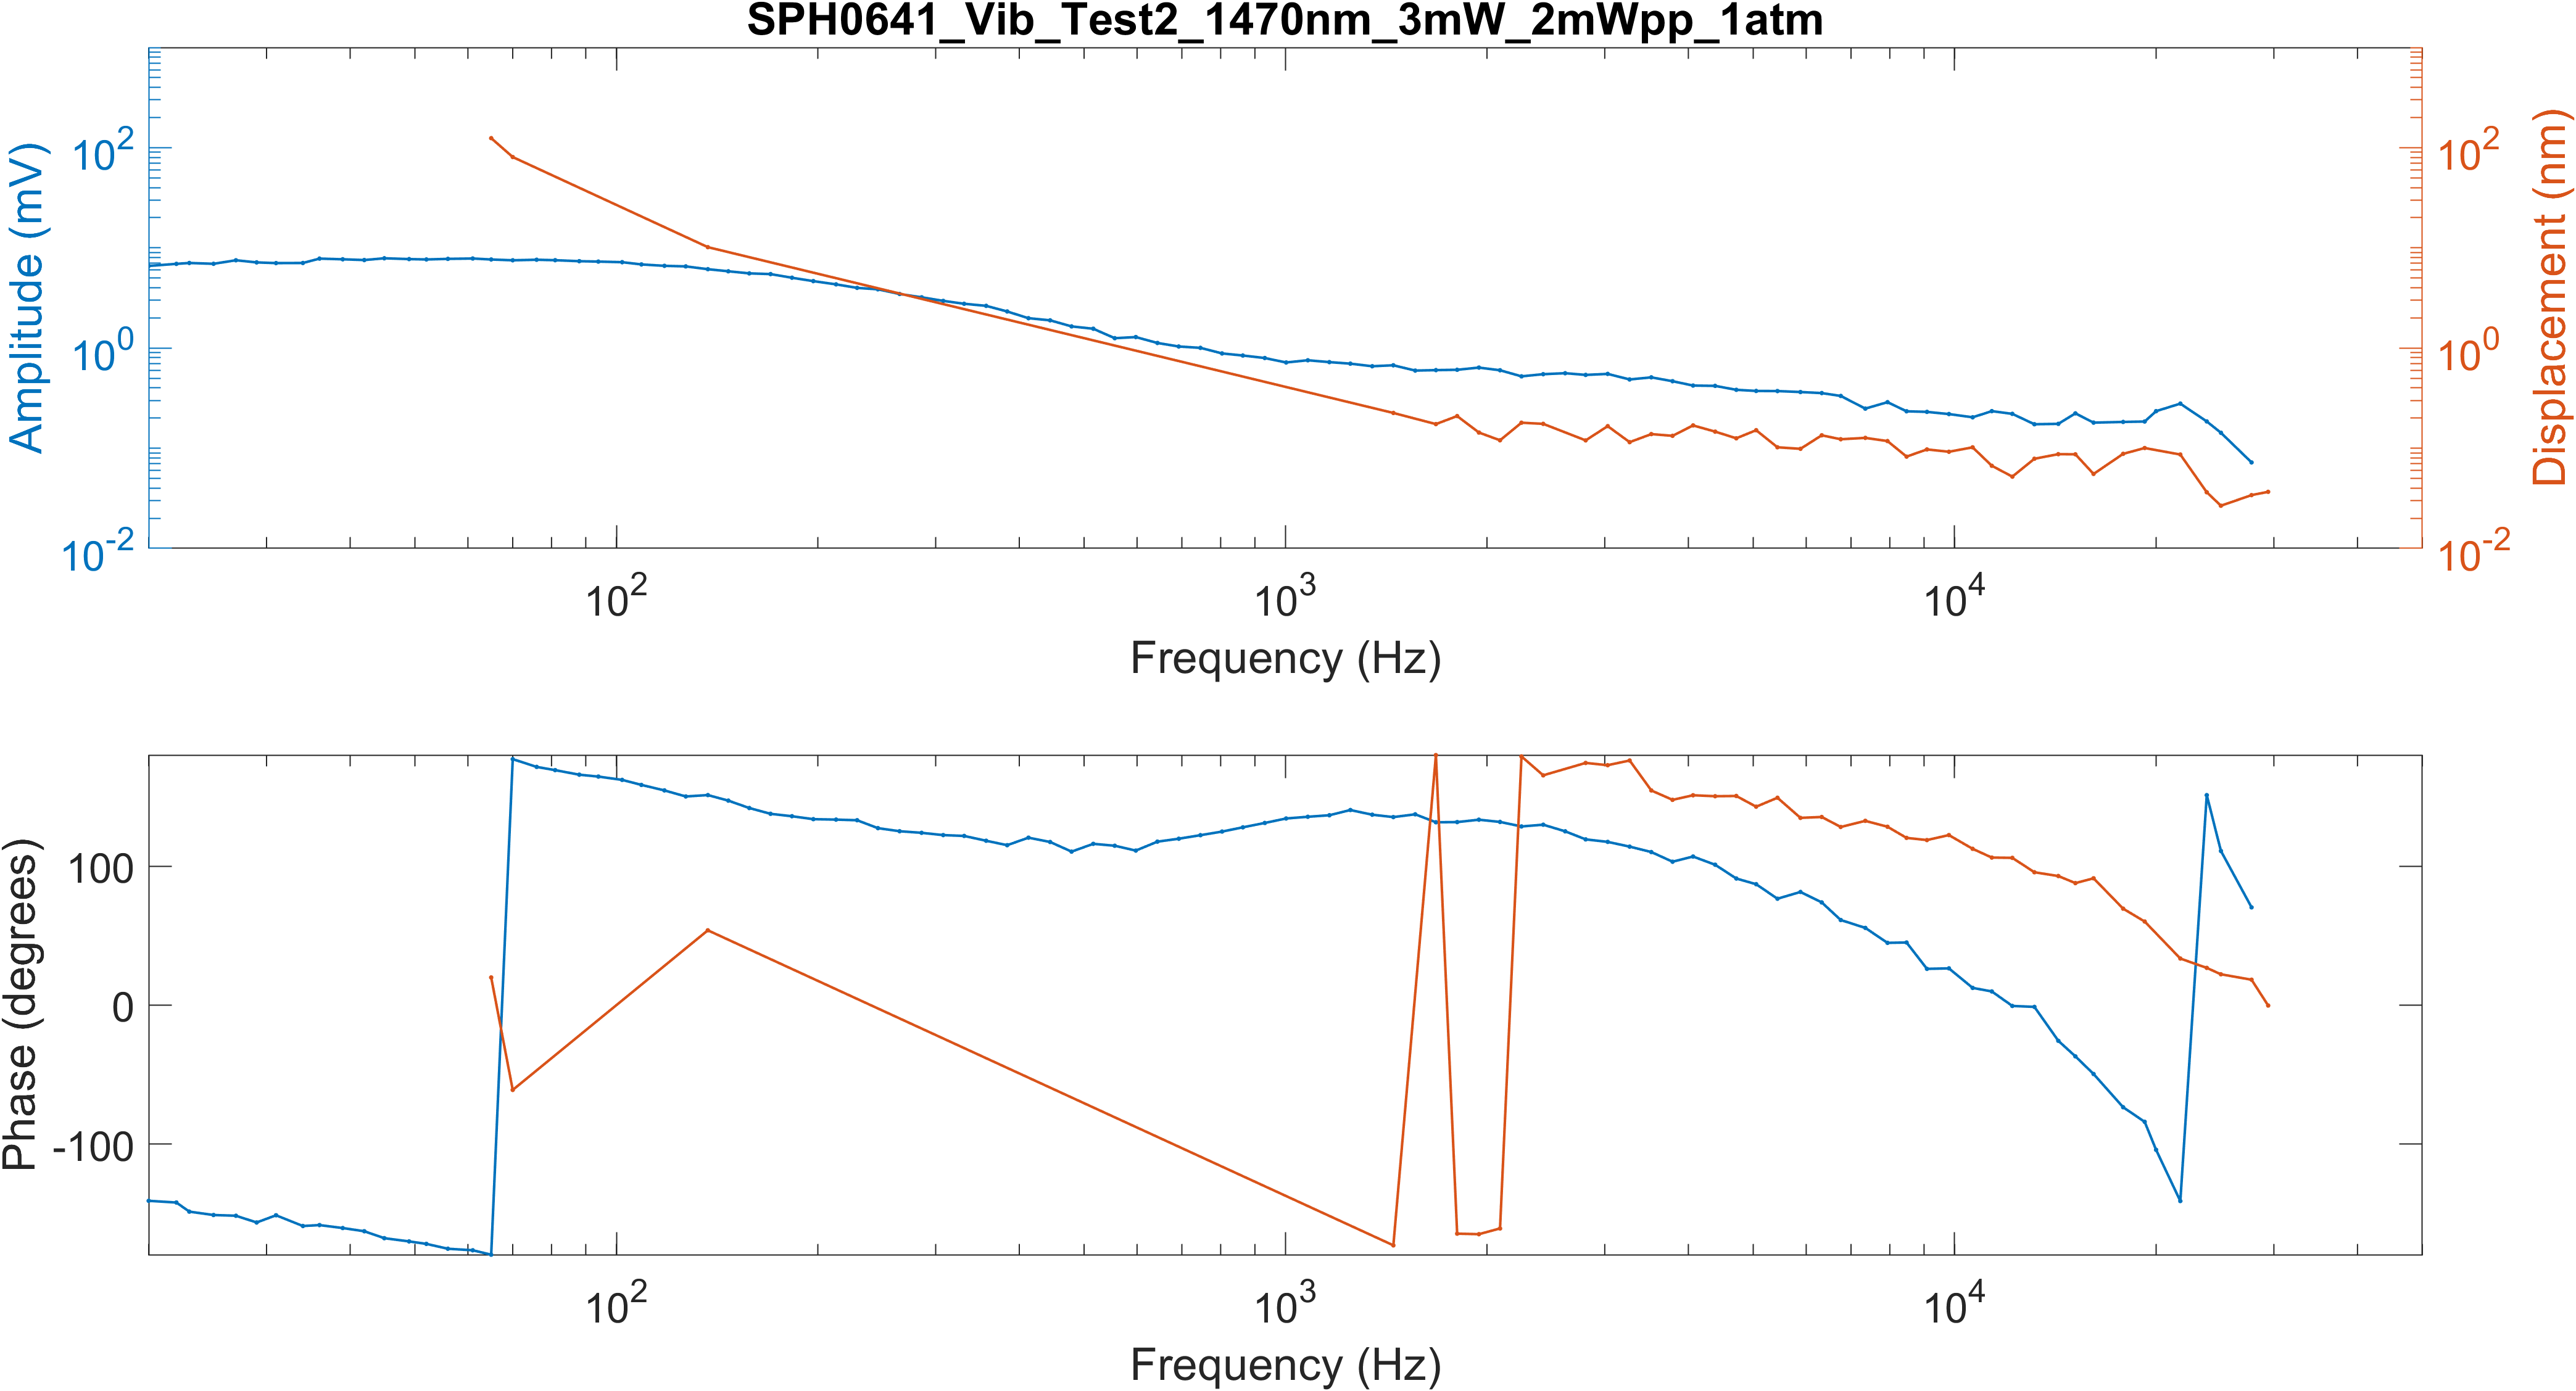 SPH0641_Vib_Test2_1470nm_3mW_2mWpp_1atm
Amplitude (mV)
10^2
10^0
10^-2
Displacement (nm)
10^2
10^0
10^-2
10^2 10^3 10^4
Frequency (Hz)
Phase (degrees)
100
0
-100
10^2 10^3 10^4
Frequency (Hz)